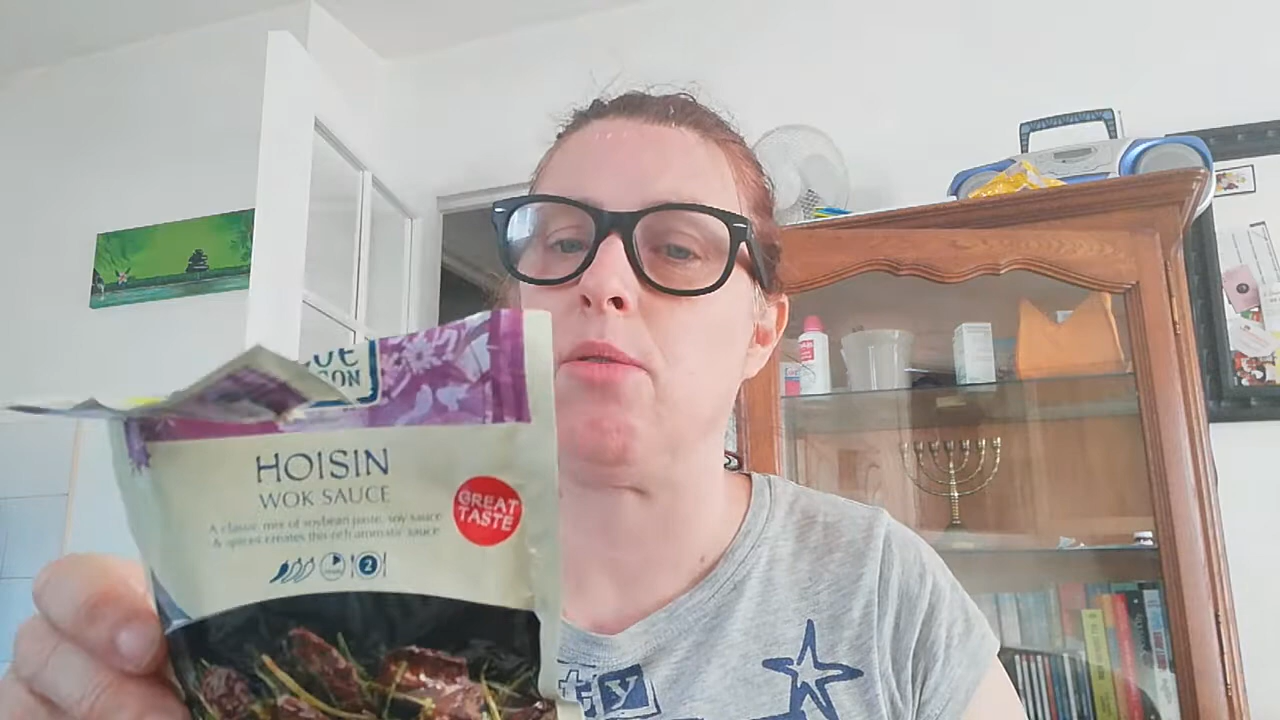 HOISIN
WOK SAUCE
A classic mix of soybean paste, soy sauce
& spices creates this rich aromatic sauce
GREAT
TASTE
2
ty